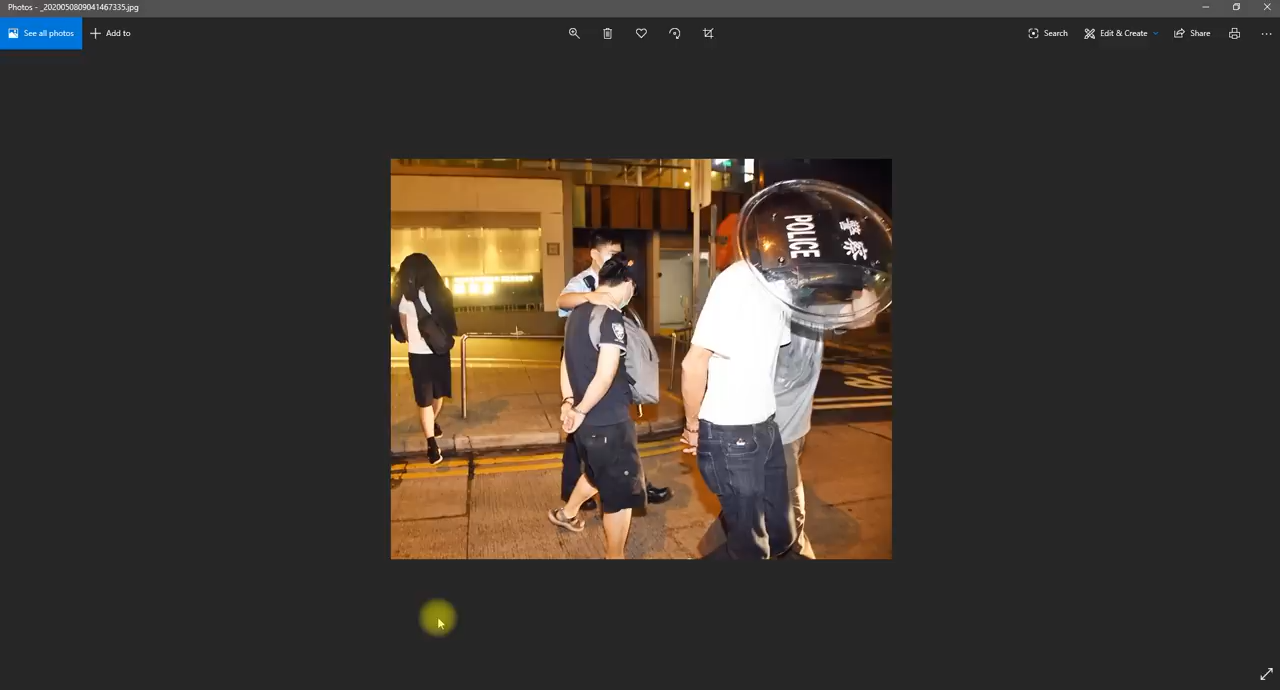 Photos - _2020050809041467335.jpg
See all photos
Add to
Search
Edit & Create
Share
POLICE
警察